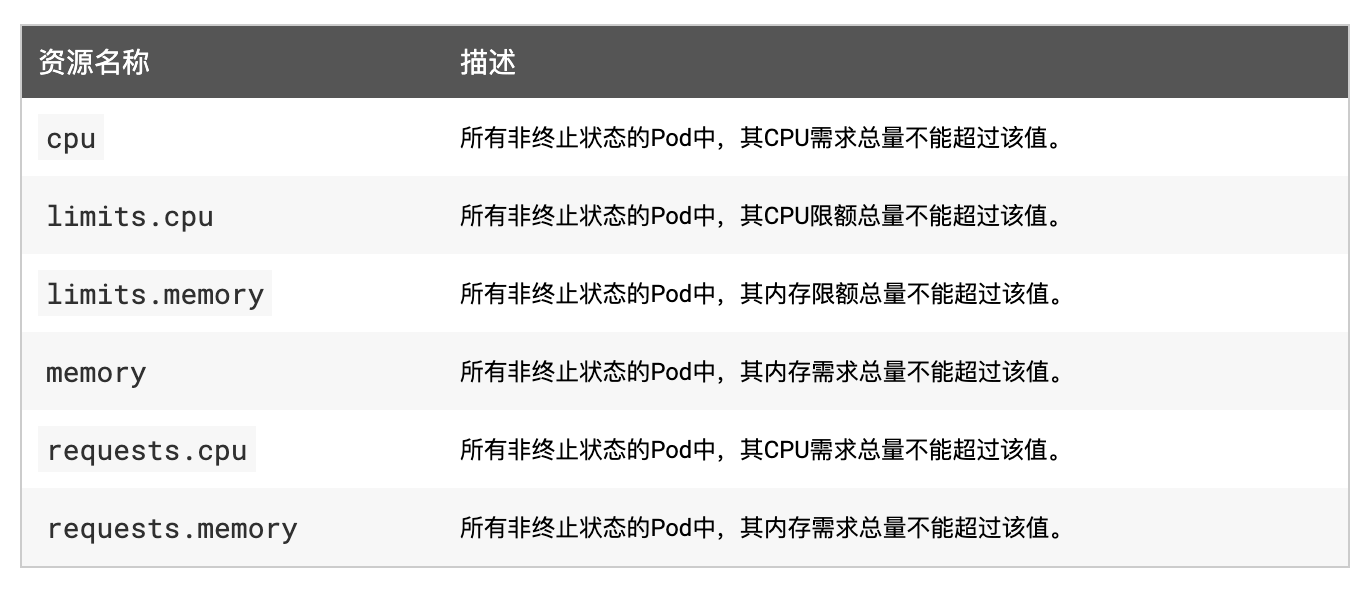 资源名称 描述
cpu 所有非终止状态的Pod中，其CPU需求总量不能超过该值。
limits.cpu 所有非终止状态的Pod中，其CPU限额总量不能超过该值。
limits.memory 所有非终止状态的Pod中，其内存限额总量不能超过该值。
memory 所有非终止状态的Pod中，其内存需求总量不能超过该值。
requests.cpu 所有非终止状态的Pod中，其CPU需求总量不能超过该值。
requests.memory 所有非终止状态的Pod中，其内存需求总量不能超过该值。